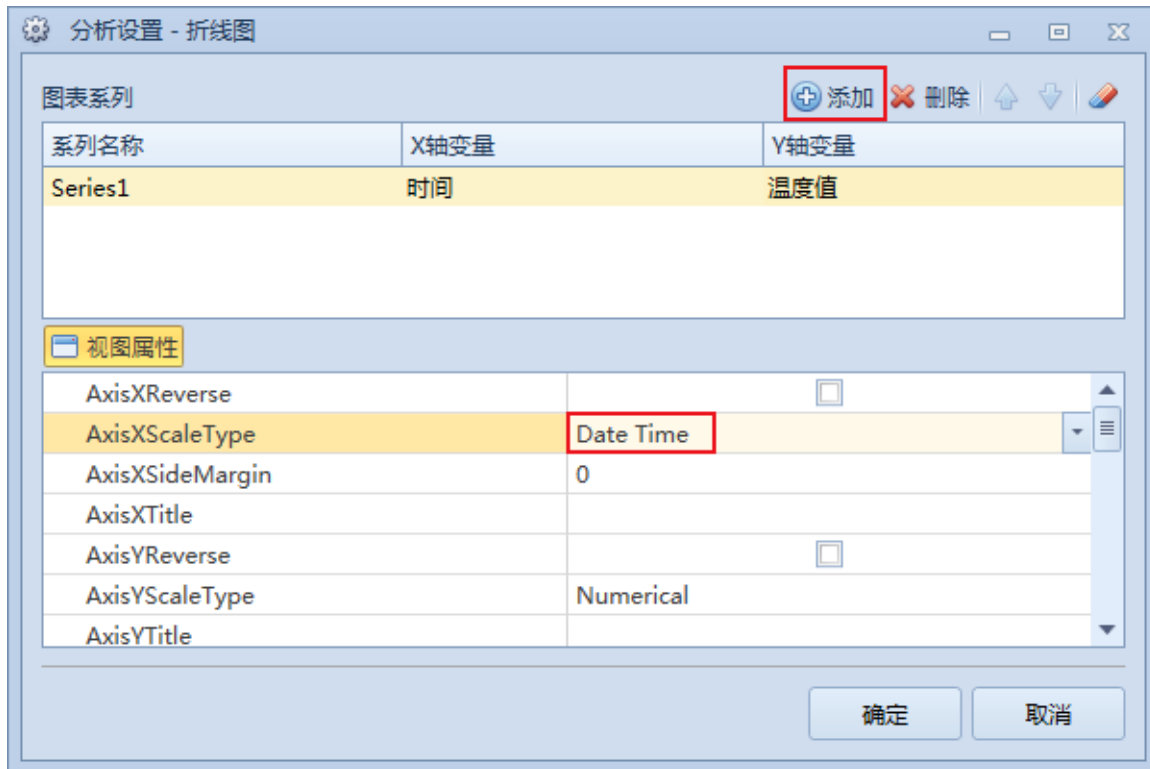 分析设置 - 折线图
图表系列 添加 删除
系列名称 X轴变量 Y轴变量
Series1 时间 温度值
视图属性
AxisXReverse
AxisXScaleType Date Time
AxisXSideMargin 0
AxisXTitle
AxisYReverse
AxisYScaleType Numerical
AxisYTitle
确定 取消